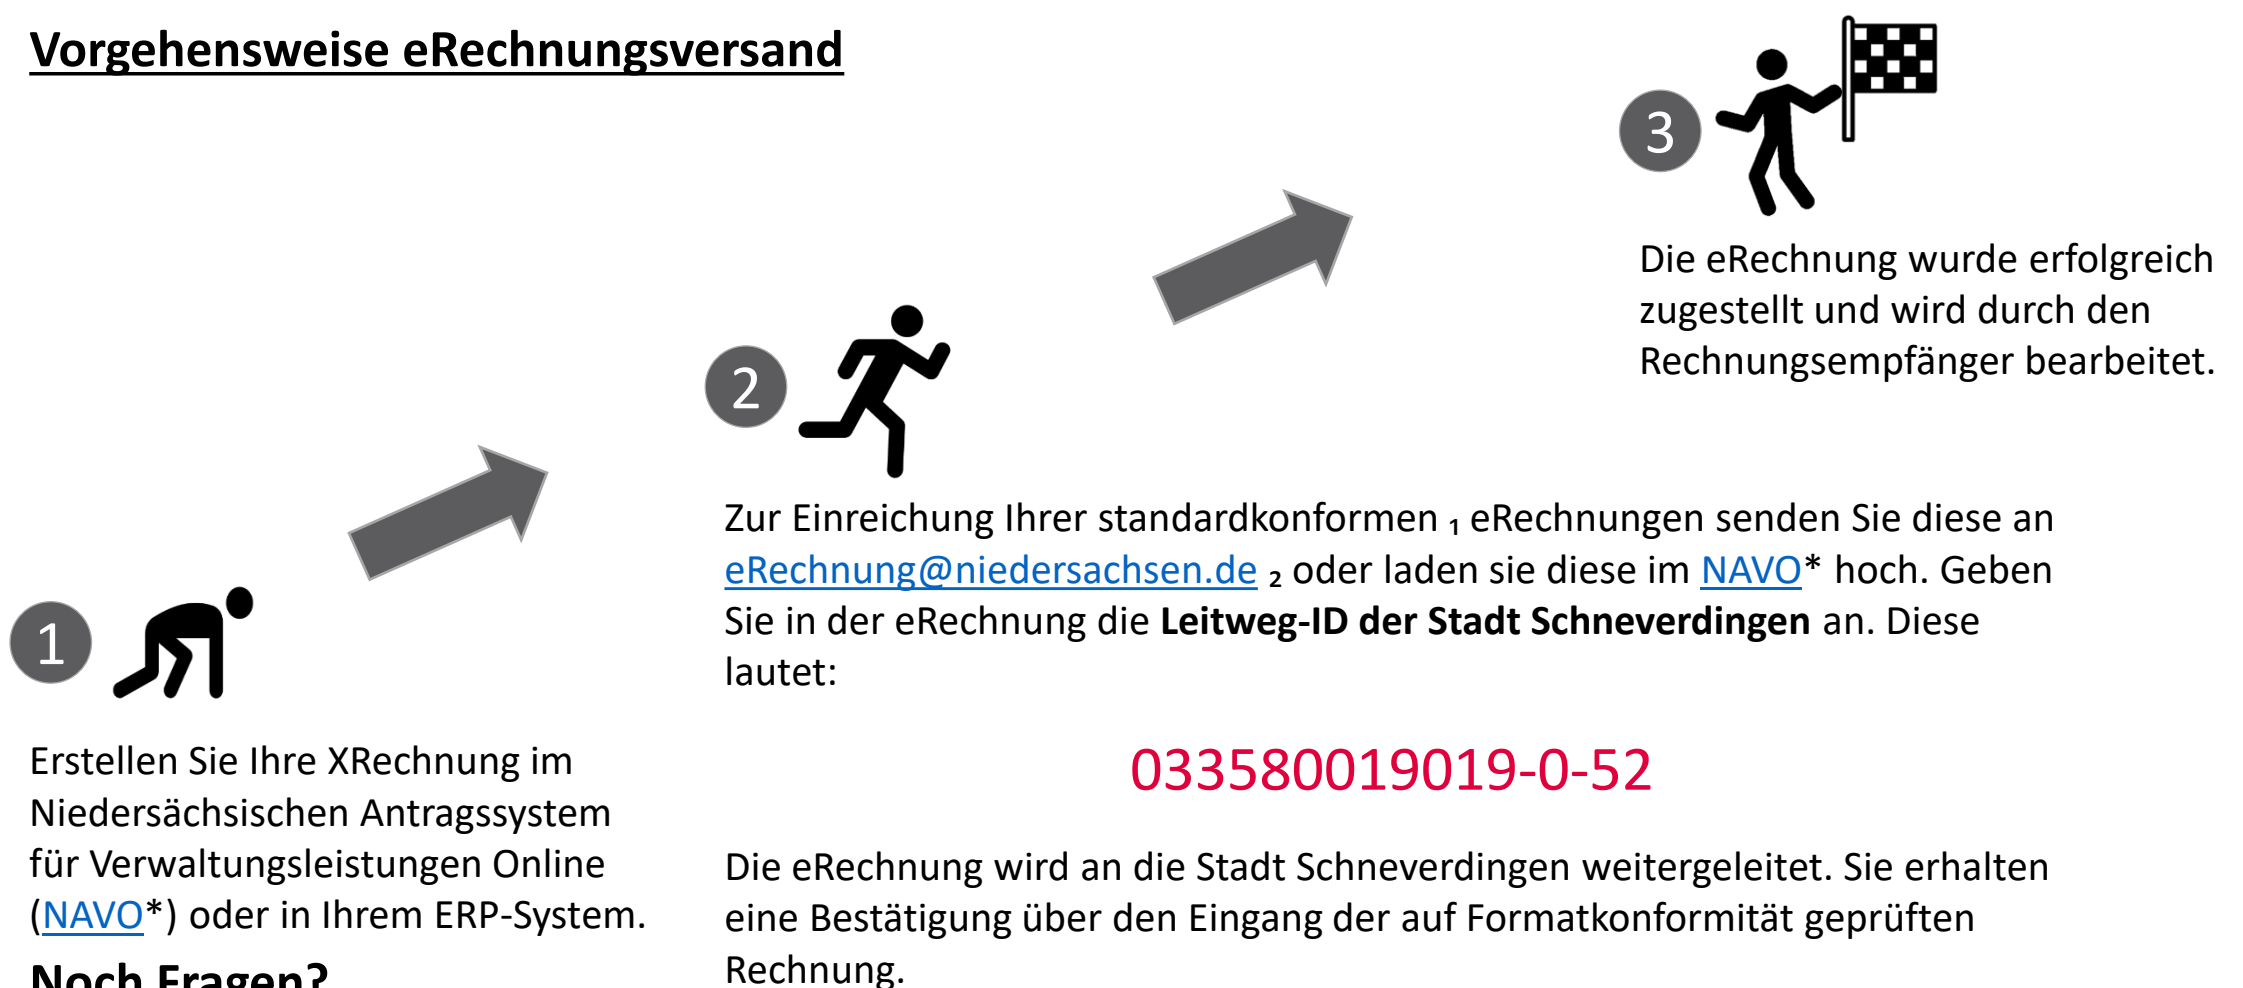 Vorgehensweise eRechnungsversand
3
Die eRechnung wurde erfolgreich
zugestellt und wird durch den
Rechnungsempfänger bearbeitet.
2
Zur Einreichung Ihrer standardkonformen ₁ eRechnungen senden Sie diese an
eRechnung@niedersachsen.de ₂ oder laden sie diese im NAVO* hoch. Geben
Sie in der eRechnung die Leitweg-ID der Stadt Schneverdingen an. Diese
lautet:
033580019019-0-52
Die eRechnung wird an die Stadt Schneverdingen weitergeleitet. Sie erhalten
eine Bestätigung über den Eingang der auf Formatkonformität geprüften
Rechnung.
1
Erstellen Sie Ihre XRechnung im
Niedersächsischen Antragssystem
für Verwaltungsleistungen Online
(NAVO*) oder in Ihrem ERP-System.
Noch Fragen?